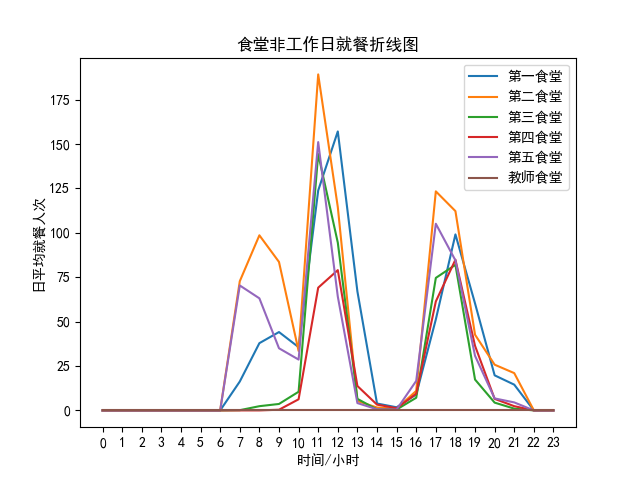 食堂非工作日就餐折线图
第一食堂
第二食堂
第三食堂
第四食堂
第五食堂
教师食堂
日平均就餐人次
175
150
125
100
75
50
25
0
0 1 2 3 4 5 6 7 8 9 10 11 12 13 14 15 16 17 18 19 20 21 22 23
时间/小时